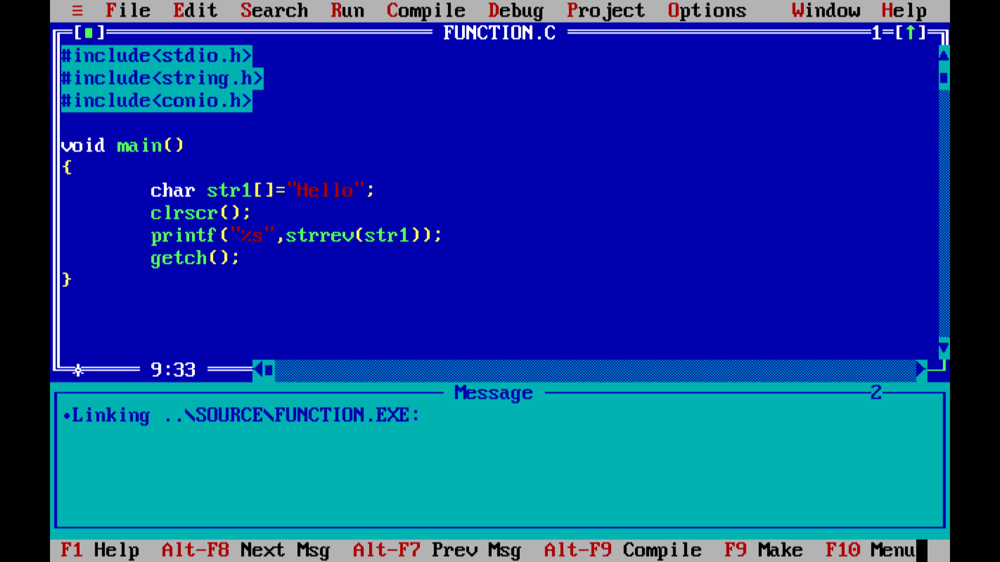 ≡ File Edit Search Run Compile Debug Project Options Window Help
[■] FUNCTION.C 1=[↑]
#include<stdio.h>
#include<string.h>
#include<conio.h>
void main()
{
char str1[]="Hello";
clrscr();
printf("%s",strrev(str1));
getch();
}
9:33
Message 2
•Linking ..\SOURCE\FUNCTION.EXE:
F1 Help Alt-F8 Next Msg Alt-F7 Prev Msg Alt-F9 Compile F9 Make F10 Menu